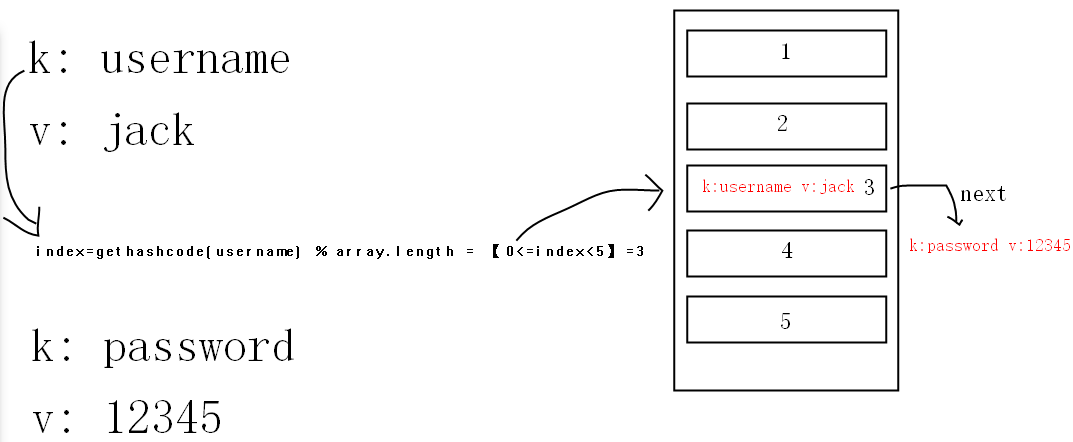 k: username
v: jack
index=gethashcode(username) % array.length = 【0<=index<5】=3
k: password
v: 12345
1
2
k:username v:jack 3
next
k:password v:12345
4
5